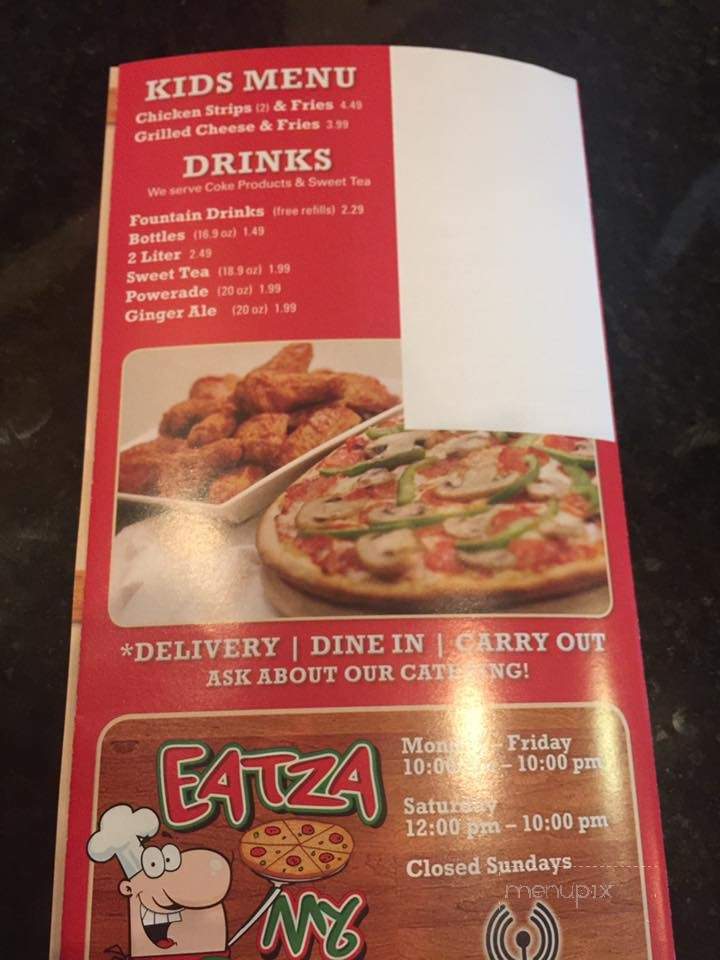 KIDS MENU
Chicken Strips (2) & Fries 4.49
Grilled Cheese & Fries 3.99
DRINKS
We serve Coke Products & Sweet Tea
Fountain Drinks (free refills) 2.29
Bottles (16.9 oz) 1.49
2 Liter 2.49
Sweet Tea (18.9 oz) 1.99
Powerade (20 oz) 1.99
Ginger Ale (20 oz) 1.99
*DELIVERY | DINE IN | CARRY OUT
ASK ABOUT OUR CATERING!
EATZA
MY
Monday - Friday
10:00 am – 10:00 pm
Saturday
12:00 pm – 10:00 pm
Closed Sundays
menupix